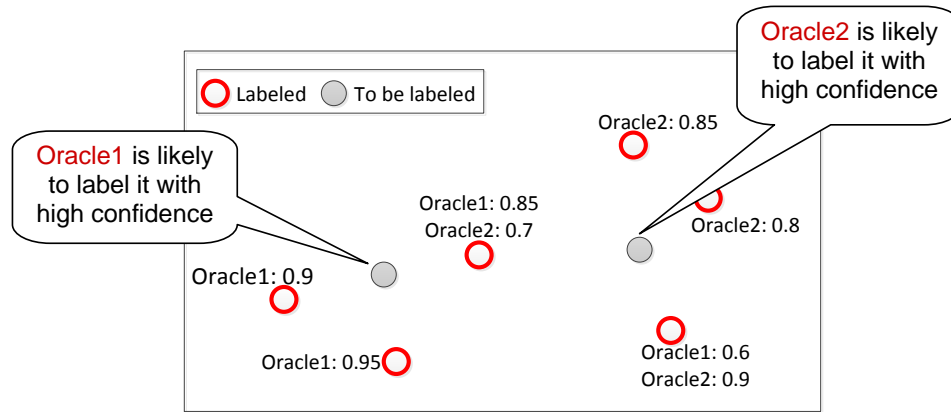 Oracle2 is likely
to label it with
high confidence
Labeled
To be labeled
Oracle2: 0.85
Oracle1 is likely
to label it with
high confidence
Oracle1: 0.85
Oracle2: 0.7
Oracle2: 0.8
Oracle1: 0.9
Oracle1: 0.95
Oracle1: 0.6
Oracle2: 0.9